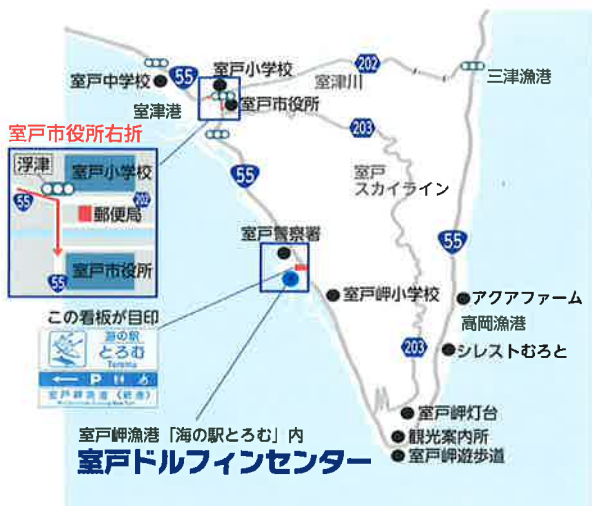 室戸中学校
55
室戸小学校
202
室津川
三津漁港
室津港
室戸市役所
203
室戸市役所右折
浮津
室戸小学校
55
202
郵便局
室戸市役所
55
55
室戸
スカイライン
55
室戸警察署
室戸岬小学校
アクアファーム
高岡漁港
この看板が目印
海の駅
とろむ
P
203
シレストむろと
室戸岬灯台
観光案内所
室戸岬遊歩道
室戸岬漁港「海の駅とろむ」内
室戸ドルフィンセンター